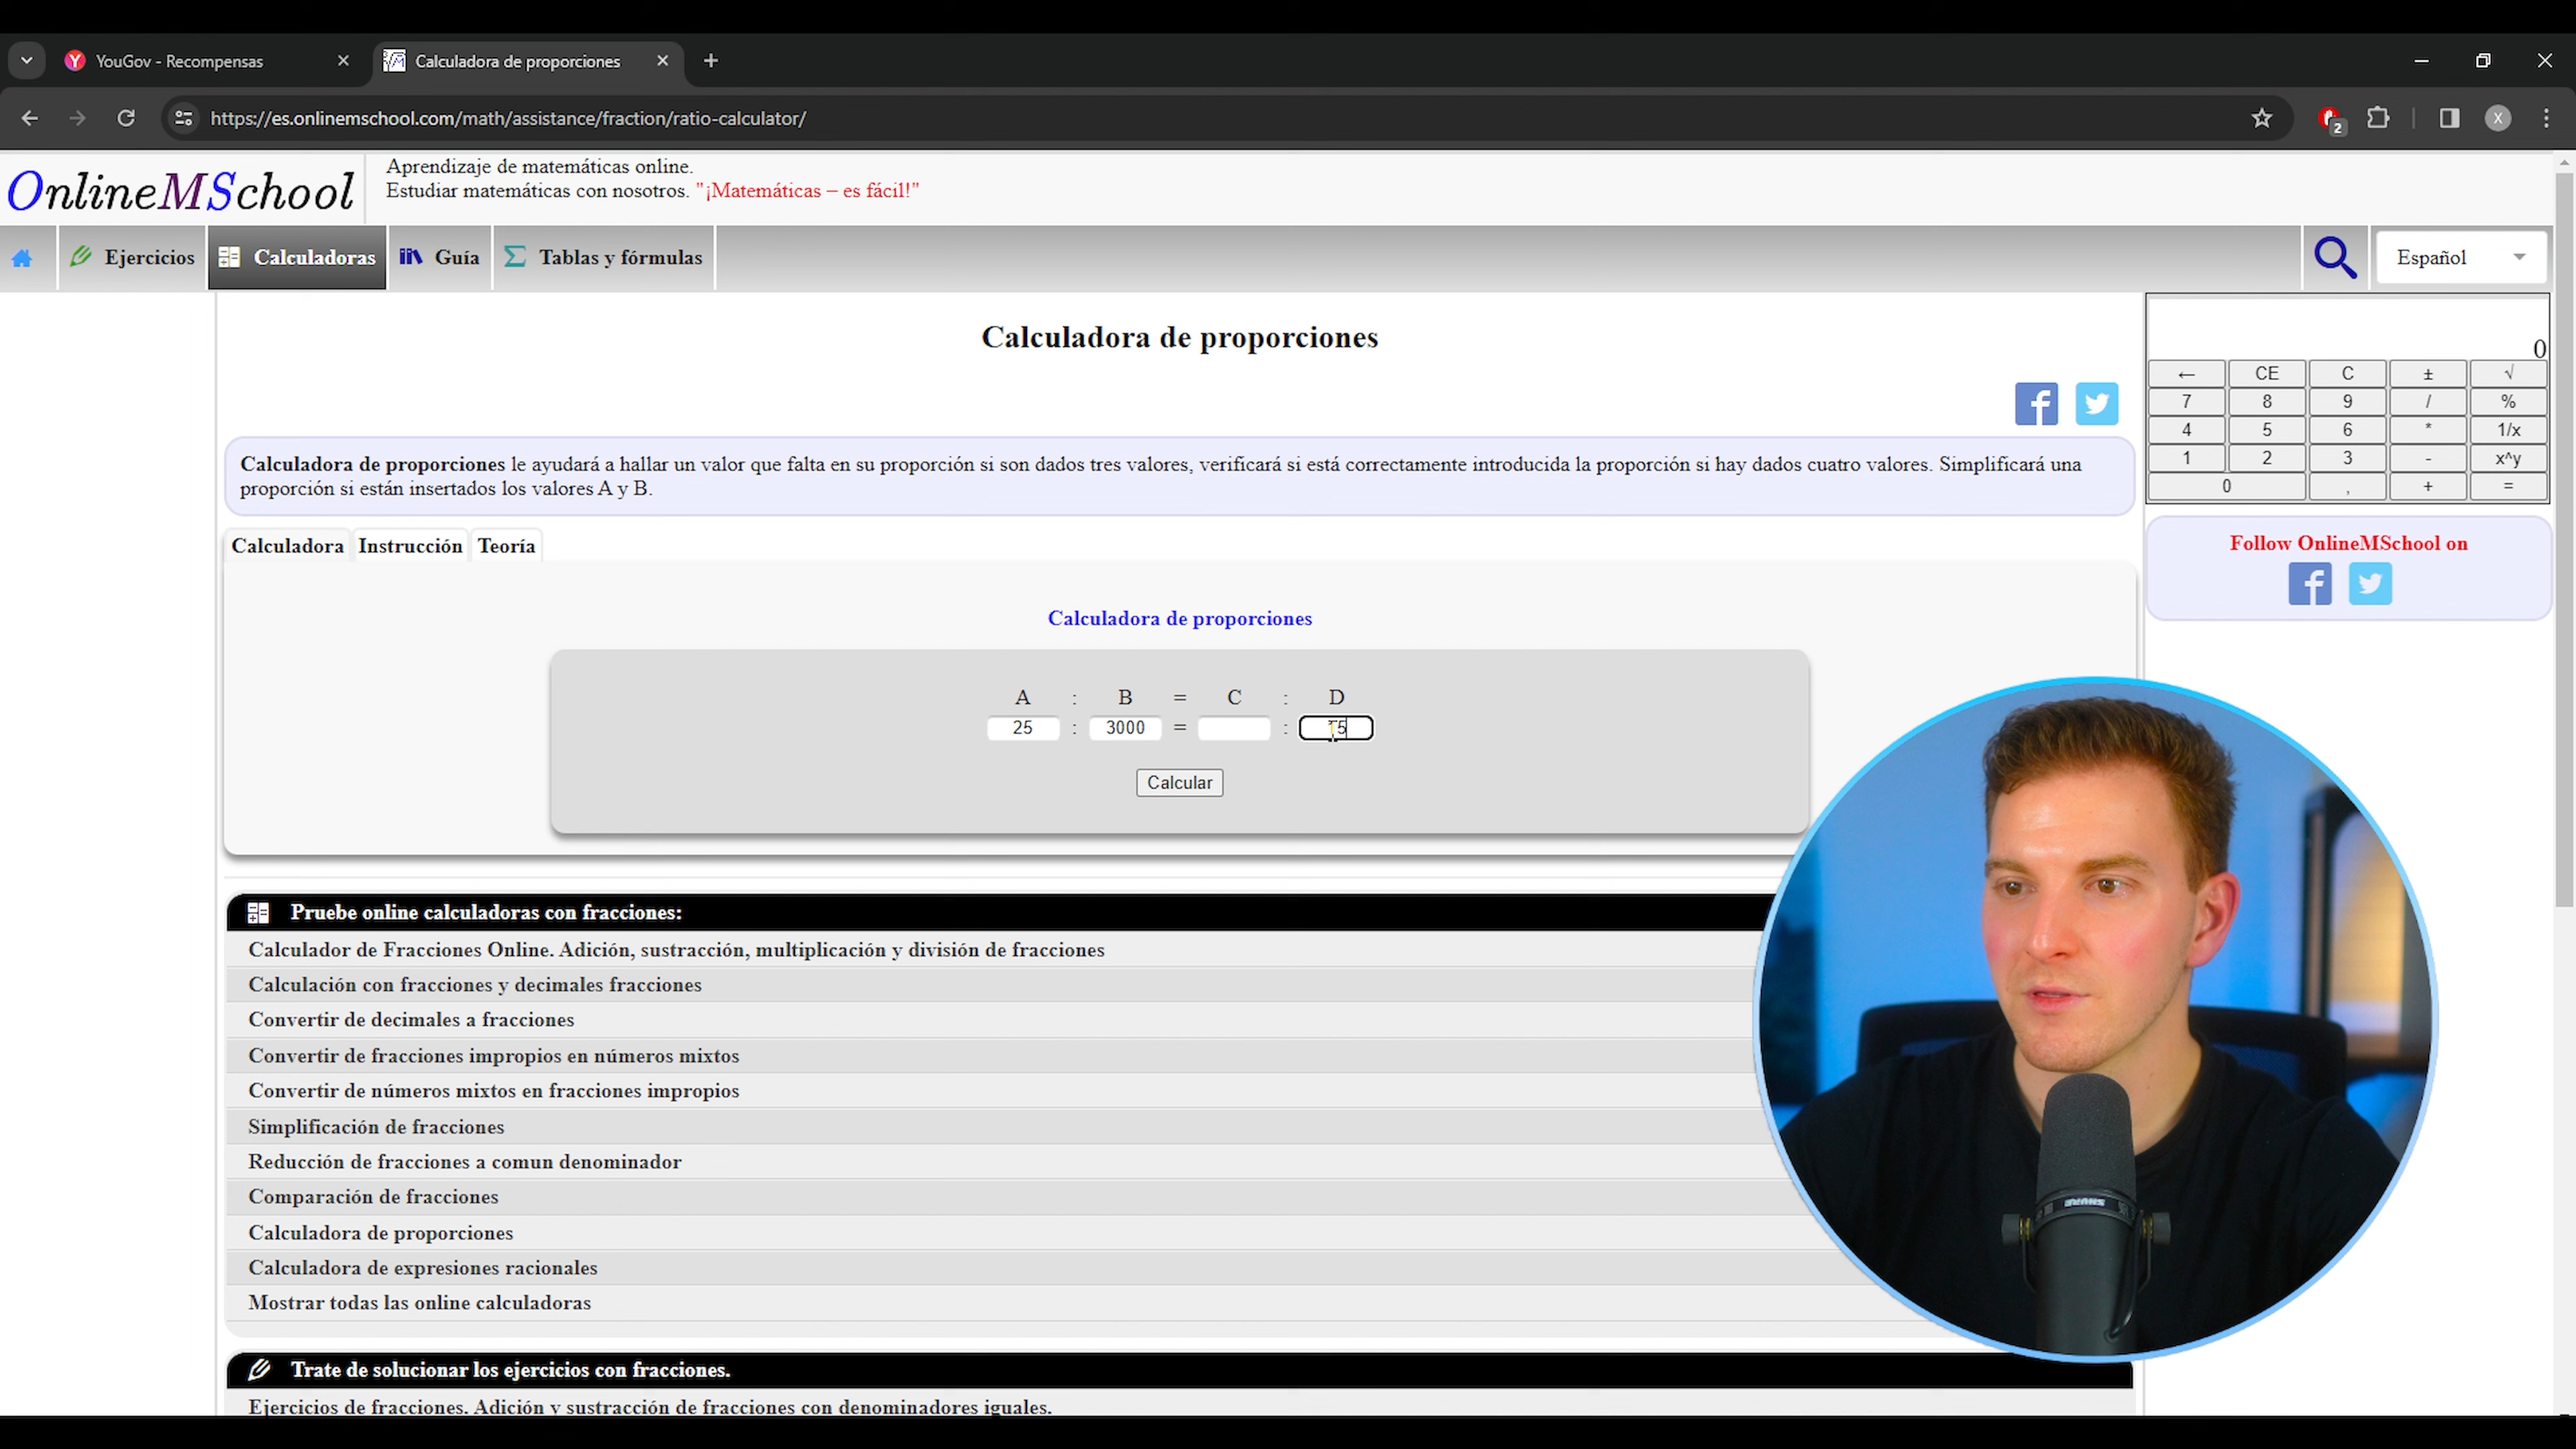 YouGov - Recompensas
Calculadora de proporciones
https://es.onlinemschool.com/math/assistance/fraction/ratio-calculator/
2
X
OnlineMSchool
Aprendizaje de matemáticas online.
Estudiar matemáticas con nosotros. "¡Matemáticas – es fácil!"
Ejercicios
Calculadoras
Guía
Tablas y fórmulas
Español
Calculadora de proporciones
0
← CE C ± √
7 8 9 / %
4 5 6 * 1/x
1 2 3 - x^y
0 , + =
Calculadora de proporciones le ayudará a hallar un valor que falta en su proporción si son dados tres valores, verificará si está correctamente introducida la proporción si hay dados cuatro valores. Simplificará una
proporción si están insertados los valores A y B.
Follow OnlineMSchool on
Calculadora Instrucción Teoría
Calculadora de proporciones
A : B = C : D
25 : 3000 = :
Calcular
Pruebe online calculadoras con fracciones:
Calculador de Fracciones Online. Adición, sustracción, multiplicación y división de fracciones
Calculación con fracciones y decimales fracciones
Convertir de decimales a fracciones
Convertir de fracciones impropios en números mixtos
Convertir de números mixtos en fracciones impropios
Simplificación de fracciones
Reducción de fracciones a comun denominador
Comparación de fracciones
Calculadora de proporciones
Calculadora de expresiones racionales
Mostrar todas las online calculadoras
Trate de solucionar los ejercicios con fracciones.
Ejercicios de fracciones. Adición y sustracción de fracciones con denominadores iguales.